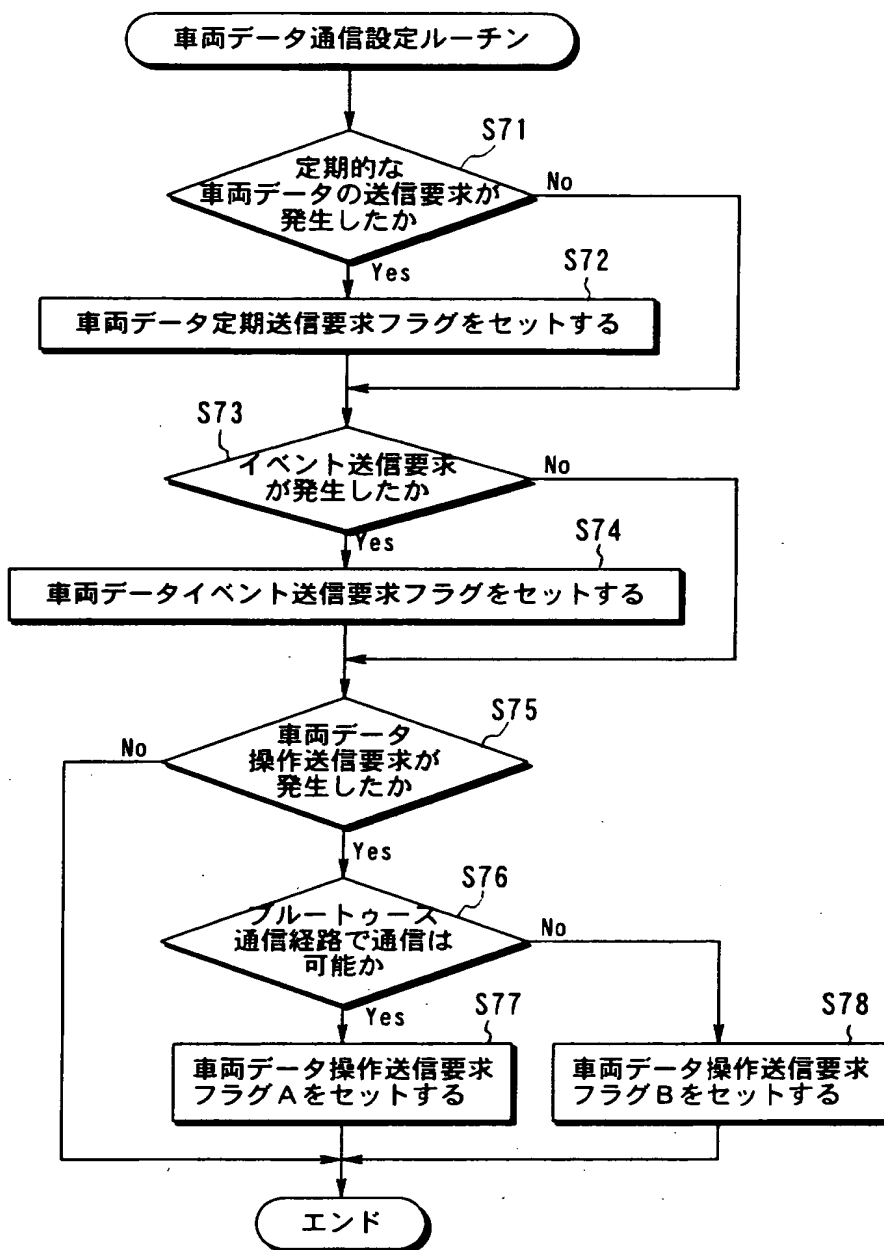 車両データ通信設定ルーチン
S71
定期的な
車両データの送信要求が
発生したか
No
Yes
S72
車両データ定期送信要求フラグをセットする
S73
イベント送信要求
が発生したか
No
Yes
S74
車両データイベント送信要求フラグをセットする
S75
車両データ
操作送信要求が
発生したか
No
Yes
S76
ブルートゥース
通信経路で通信は
可能か
No
Yes
S77
車両データ操作送信要求
フラグAをセットする
S78
車両データ操作送信要求
フラグBをセットする
エンド